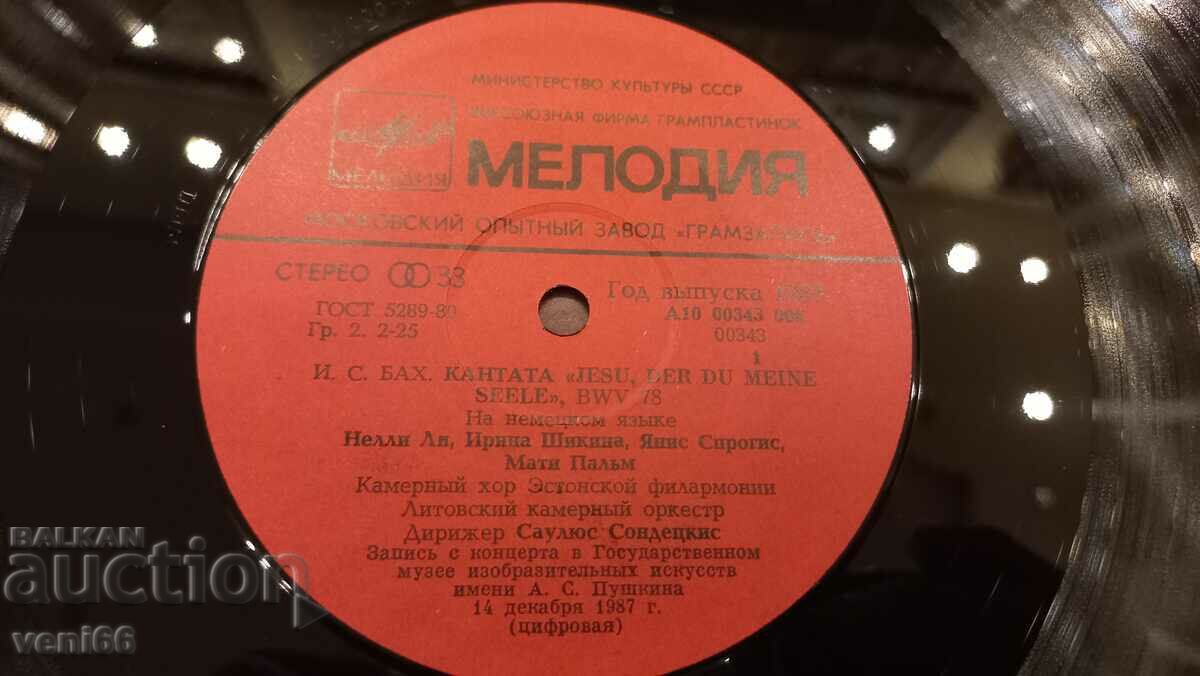 МИНИСТЕРСТВО КУЛЬТУРЫ СССР
ВСЕСОЮЗНАЯ ФИРМА ГРАМПЛАСТИНОК
МЕЛОДИЯ
МЕЛОДИЯ
МОСКОВСКИЙ ОПЫТНЫЙ ЗАВОД «ГРАМЗАПИСЬ»
СТЕРЕО 33
ГОСТ 5289-80
Гр. 2. 2-25
Год выпуска
А10 00343 006
00343
1
И. С. БАХ. КАНТАТА «JESU, DER DU MEINE
SEELE», BWV 78
На немецком языке
Нелли Ли, Ирина Шикина, Янис Спрогис,
Мати Пальм
Камерный хор Эстонской филармонии
Литовский камерный оркестр
Дирижер Саулюс Сондецкис
Запись с концерта в Государственном
музее изобразительных искусств
имени А. С. Пушкина
14 декабря 1987 г.
(цифровая)
BALKAN
auction
veni66